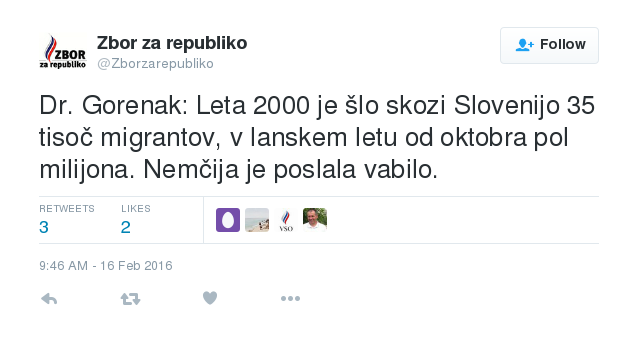 ZBOR
za republiko
Zbor za republiko
@Zborzarepubliko
Follow
Dr. Gorenak: Leta 2000 je šlo skozi Slovenijo 35
tisoč migrantov, v lanskem letu od oktobra pol
milijona. Nemčija je poslala vabilo.
RETWEETS
LIKES
3
2
VSO
9:46 AM - 16 Feb 2016